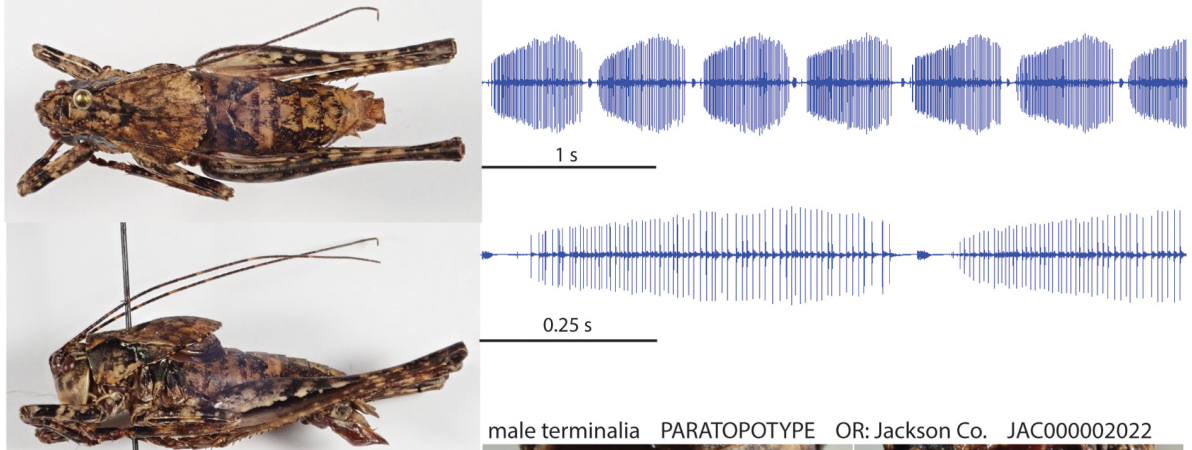 1 s
0.25 s
male terminalia PARATOPOTYPE OR: Jackson Co. JAC000002022